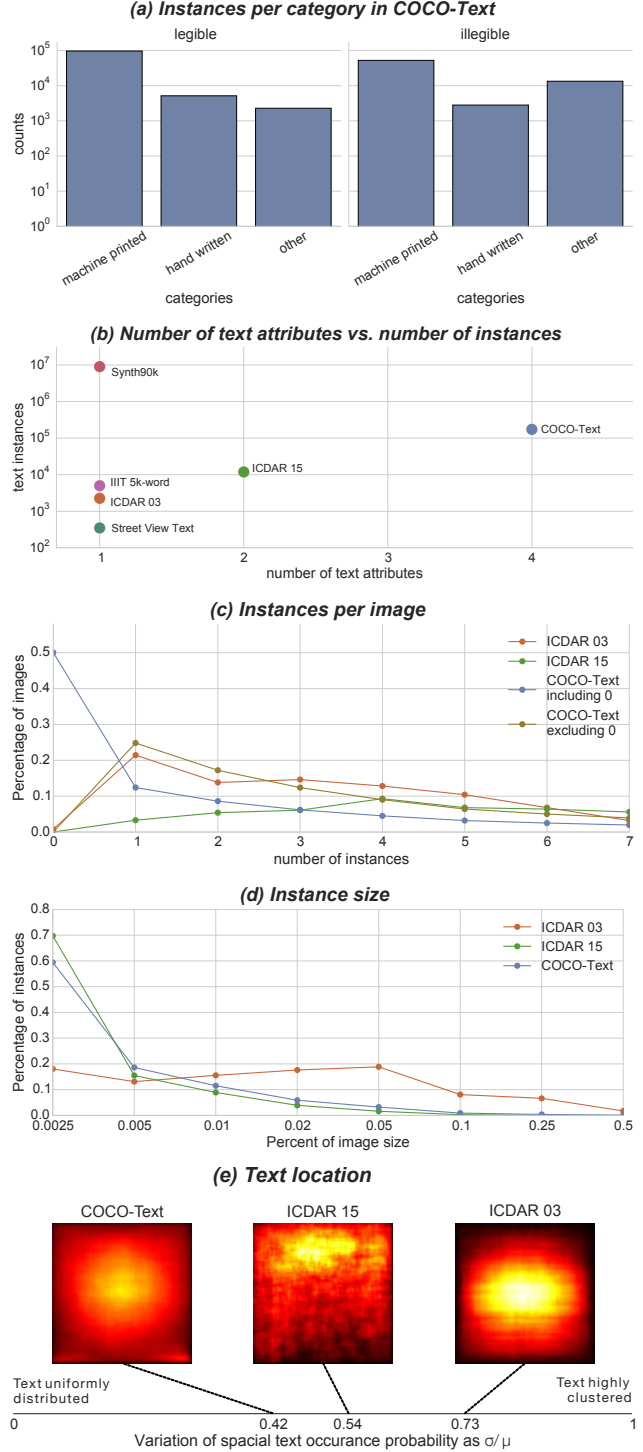 (a) Instances per category in COCO-Text
legible
illegible
counts
10^5
10^4
10^3
10^2
10^1
10^0
machine printed
hand written
other
machine printed
hand written
other
categories
categories
(b) Number of text attributes vs. number of instances
text instances
10^7
10^6
10^5
10^4
10^3
10^2
Synth90k
COCO-Text
ICDAR 15
IIIT 5k-word
ICDAR 03
Street View Text
1 2 3 4
number of text attributes
(c) Instances per image
Percentage of images
0.5
0.4
0.3
0.2
0.1
0.0
ICDAR 03
ICDAR 15
COCO-Text
including 0
COCO-Text
excluding 0
0 1 2 3 4 5 6 7
number of instances
(d) Instance size
Percentage of instances
0.8
0.7
0.6
0.5
0.4
0.3
0.2
0.1
0.0
ICDAR 03
ICDAR 15
COCO-Text
0.0025 0.005 0.01 0.02 0.05 0.1 0.25 0.5
Percent of image size
(e) Text location
COCO-Text
ICDAR 15
ICDAR 03
Text uniformly
distributed
Text highly
clustered
0 0.42 0.54 0.73 1
Variation of spacial text occurance probability as σ/μ